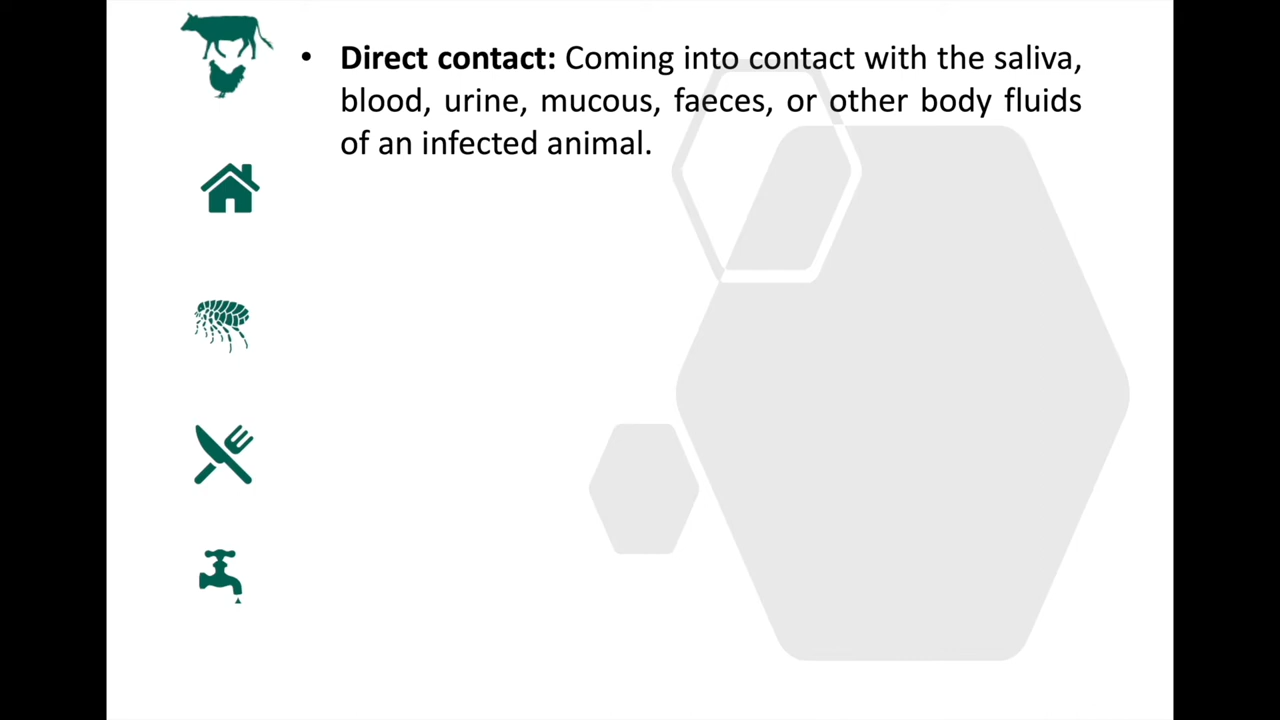 • Direct contact: Coming into contact with the saliva,
blood, urine, mucous, faeces, or other body fluids
of an infected animal.